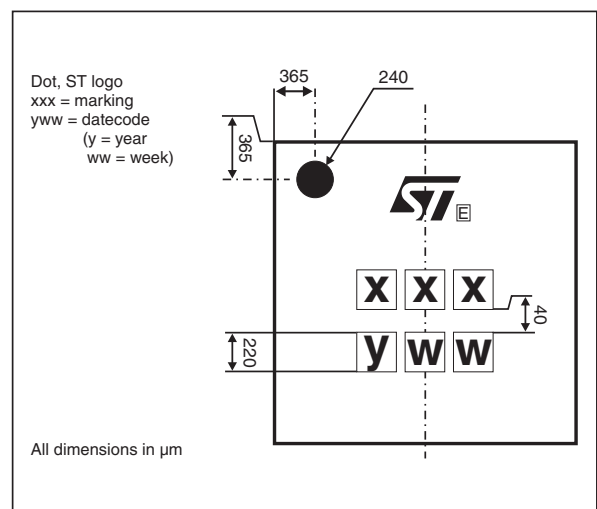 Dot, ST logo
xxx = marking
yww = datecode
(y = year
ww = week)
365
240
365
ST
E
x x x
40
y w w
220
All dimensions in µm